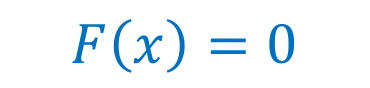 F(x) = 0